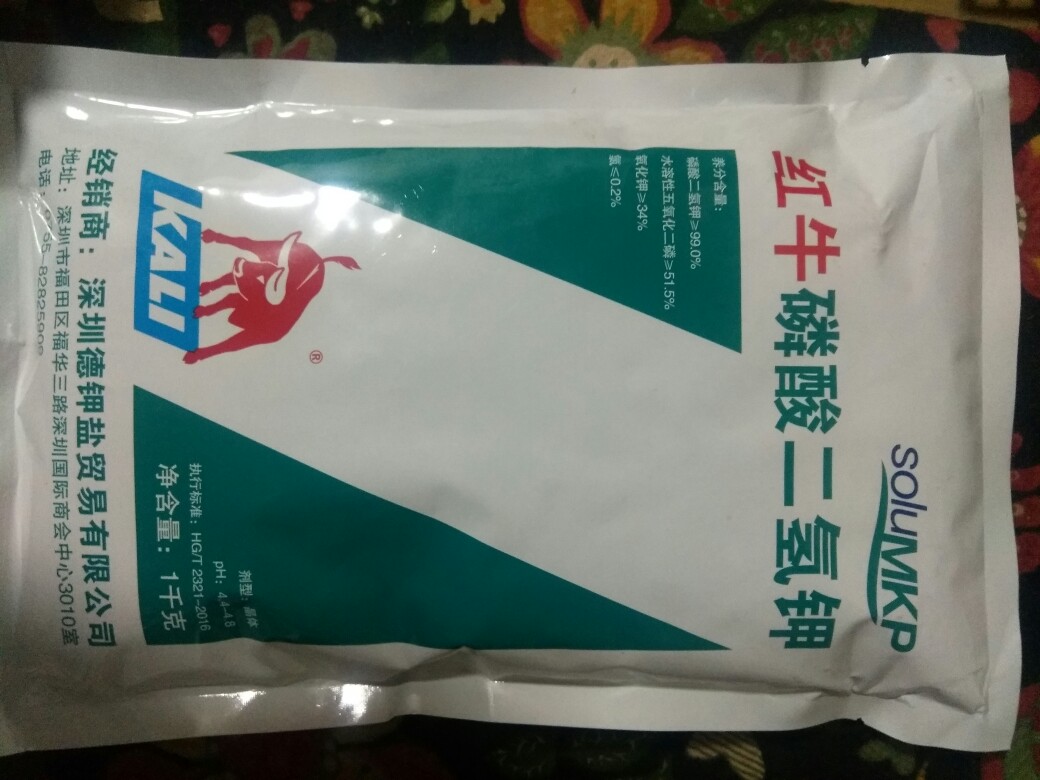 soluMKP
红牛磷酸二氢钾
养分含量：
磷酸二氢钾≥99.0%
水溶性五氧化二磷≥51.5%
氧化钾≥34%
氯≤0.2%
KALI
®
剂型：晶体
pH：4.4-4.8
执行标准：HG/T 2321-2016
净含量：1千克
经销商：深圳德钾盐贸易有限公司
地址：深圳市福田区福华三路深圳国际商会中心3010室
电话：